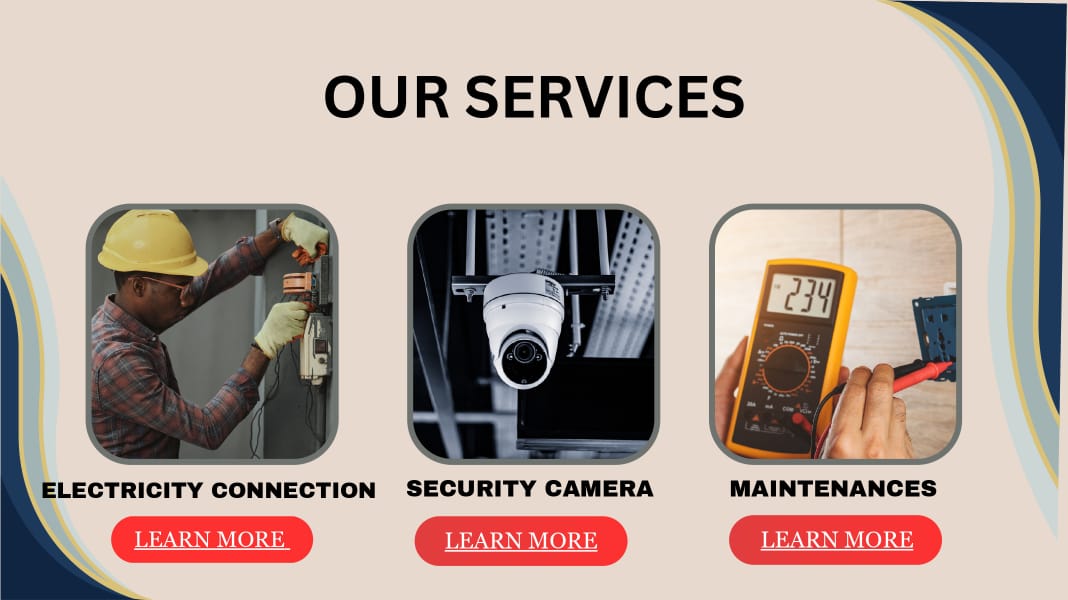 OUR SERVICES
234
ELECTRICITY CONNECTION
SECURITY CAMERA
MAINTENANCES
LEARN MORE
LEARN MORE
LEARN MORE